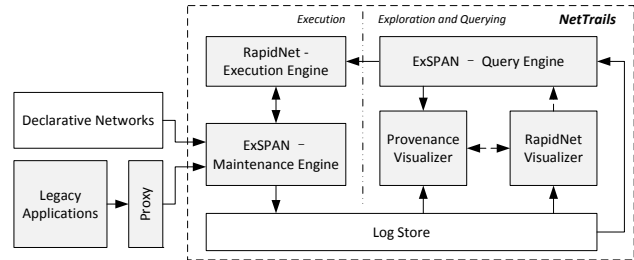 Execution
Exploration and Querying
NetTrails
RapidNet -
Execution Engine
ExSPAN – Query Engine
Declarative Networks
ExSPAN –
Maintenance Engine
Provenance
Visualizer
RapidNet
Visualizer
Legacy
Applications
Proxy
Log Store